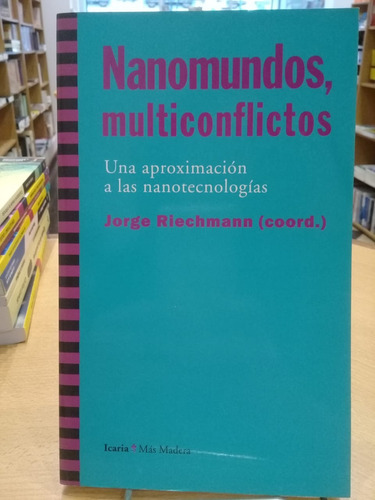 Nanomundos,
multiconflictos
Una aproximación
a las nanotecnologías
Jorge Riechmann (coord.)
Icaria Más Madera